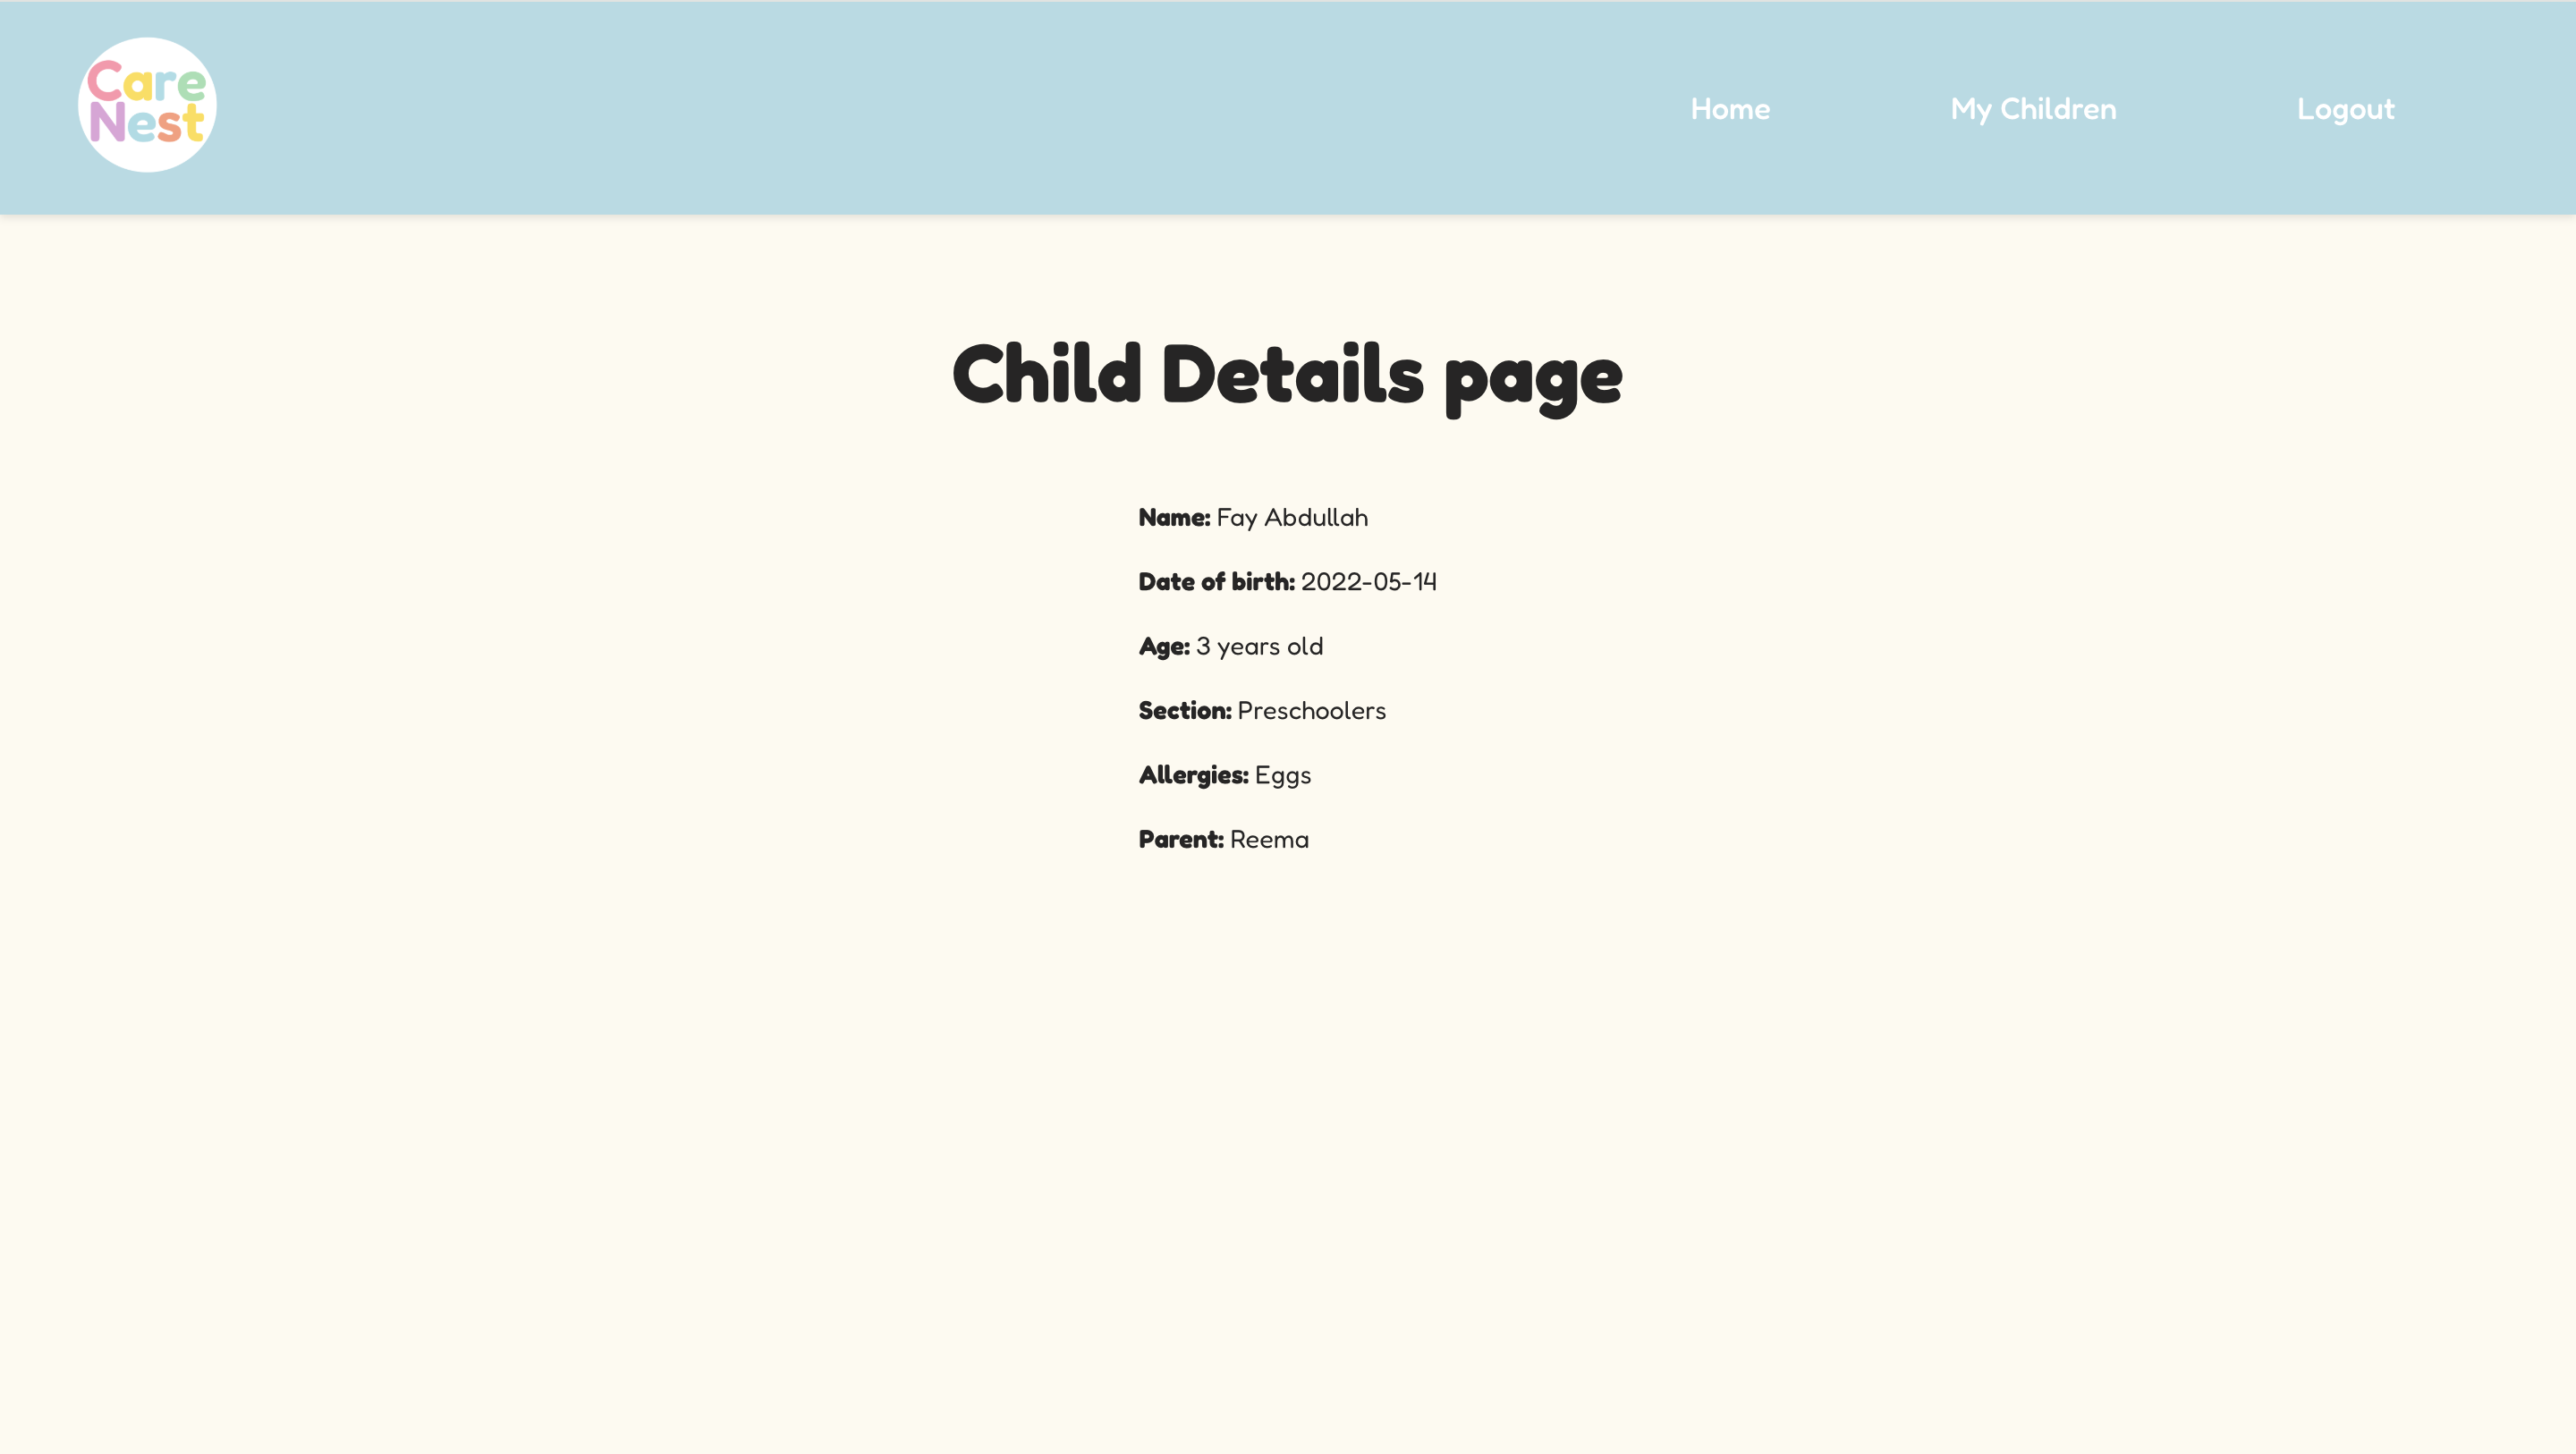 Care
Nest
Home
My Children
Logout
Child Details page
Name: Fay Abdullah
Date of birth: 2022-05-14
Age: 3 years old
Section: Preschoolers
Allergies: Eggs
Parent: Reema